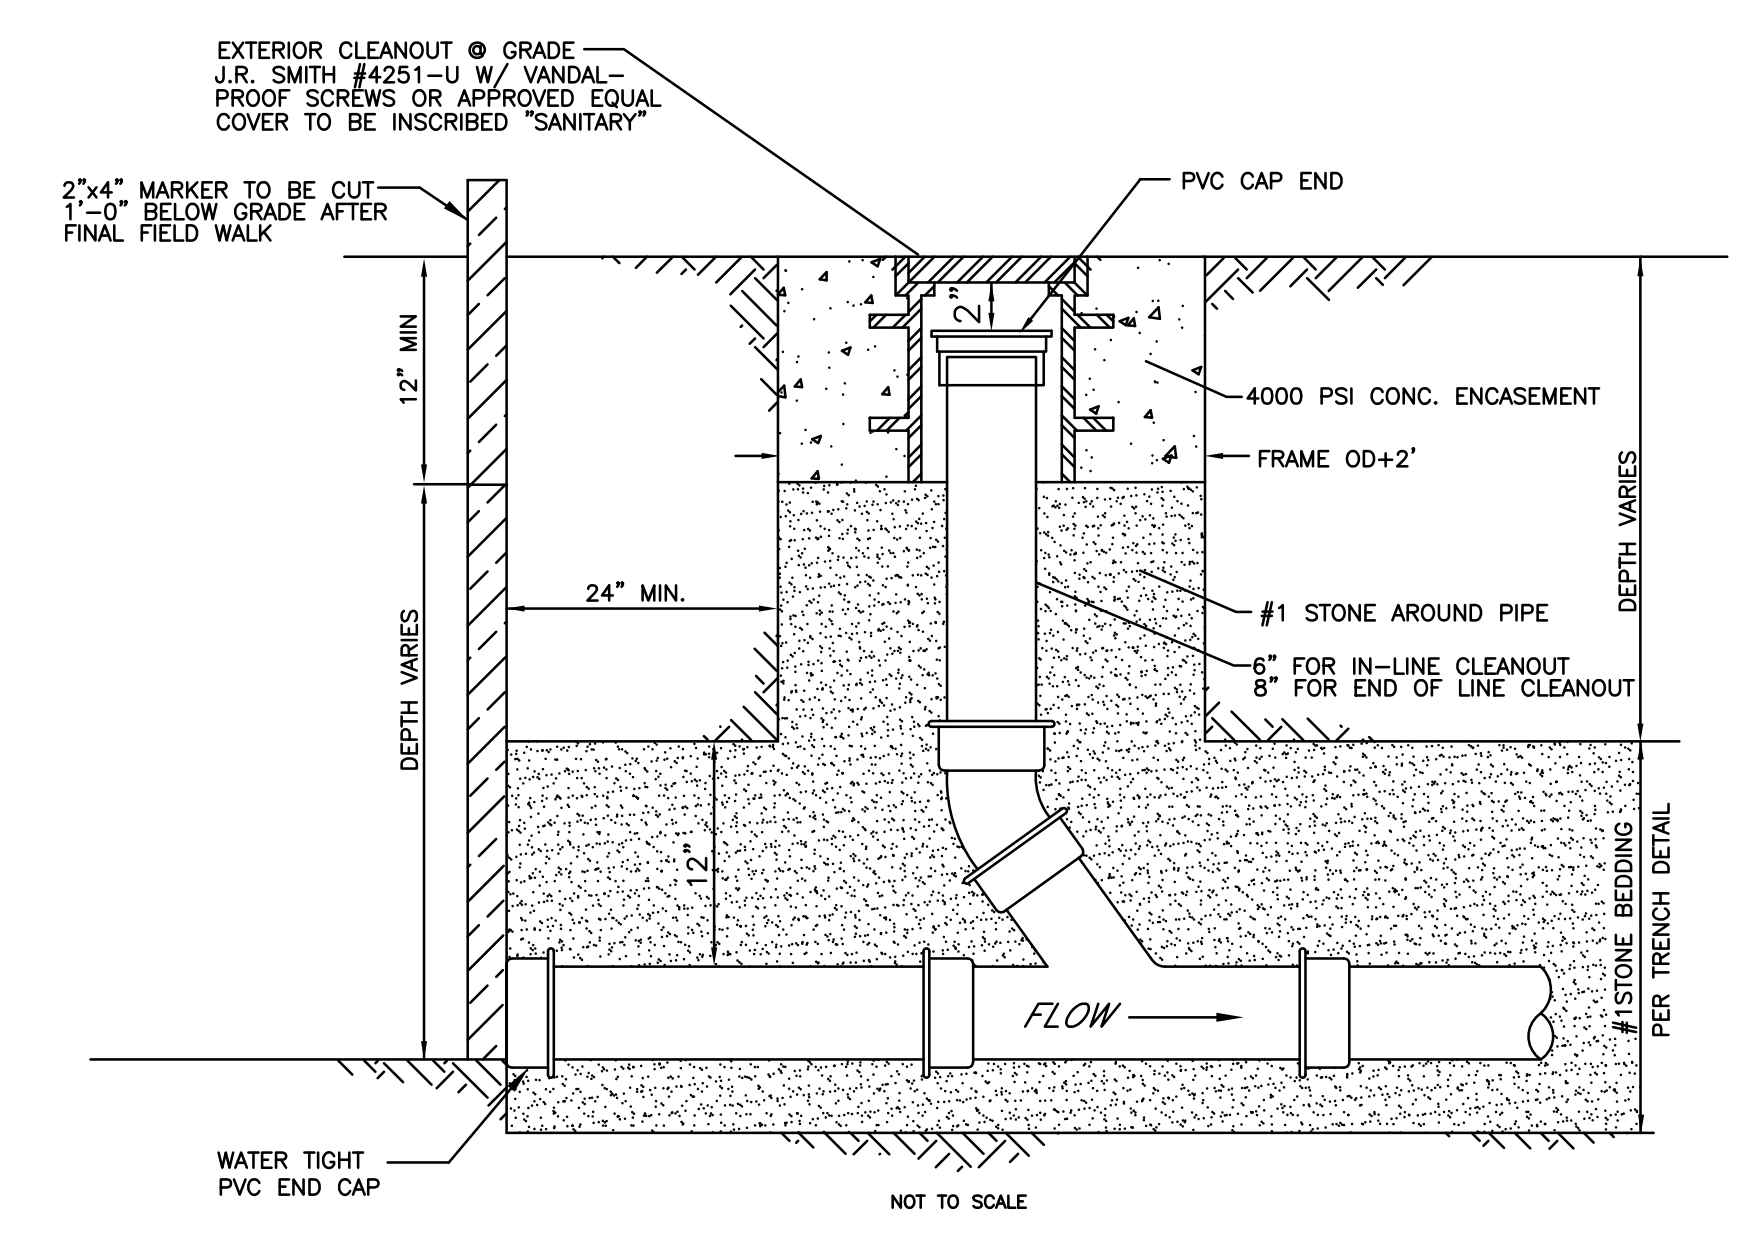 EXTERIOR CLEANOUT @ GRADE
J.R. SMITH #4251-U W/ VANDAL-
PROOF SCREWS OR APPROVED EQUAL
COVER TO BE INSCRIBED "SANITARY"
2"x4" MARKER TO BE CUT
1'-0" BELOW GRADE AFTER
FINAL FIELD WALK
PVC CAP END
2"
12" MIN
4000 PSI CONC. ENCASEMENT
FRAME OD+2'
DEPTH VARIES
24" MIN.
#1 STONE AROUND PIPE
6" FOR IN-LINE CLEANOUT
8" FOR END OF LINE CLEANOUT
DEPTH VARIES
12"
#1STONE BEDDING
PER TRENCH DETAIL
FLOW
WATER TIGHT
PVC END CAP
NOT TO SCALE